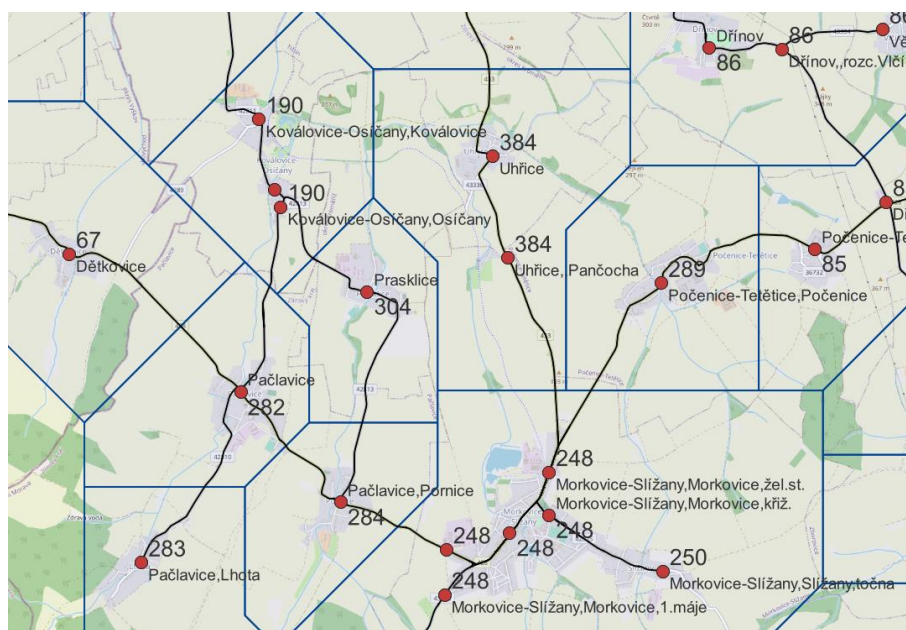 Dřínov
86
86
Dřínov,,rozc.Vlčí
Vě
190
Koválovice-Osíčany,Koválovice
384
Uhřice
190
Koválovice-Osíčany,Osíčany
67
Dětkovice
384
Uhřice, Pančocha
Prasklice
304
289
Počenice-Tetětice,Počenice
Počenice-Te
85
Pačlavice
282
248
Morkovice-Slížany,Morkovice,žel.st.
Morkovice-Slížany,Morkovice,křiž.
248
Pačlavice,Pornice
284
248
248
283
Pačlavice,Lhota
250
Morkovice-Slížany,Slížany,točna
248
Morkovice-Slížany,Morkovice,1.máje